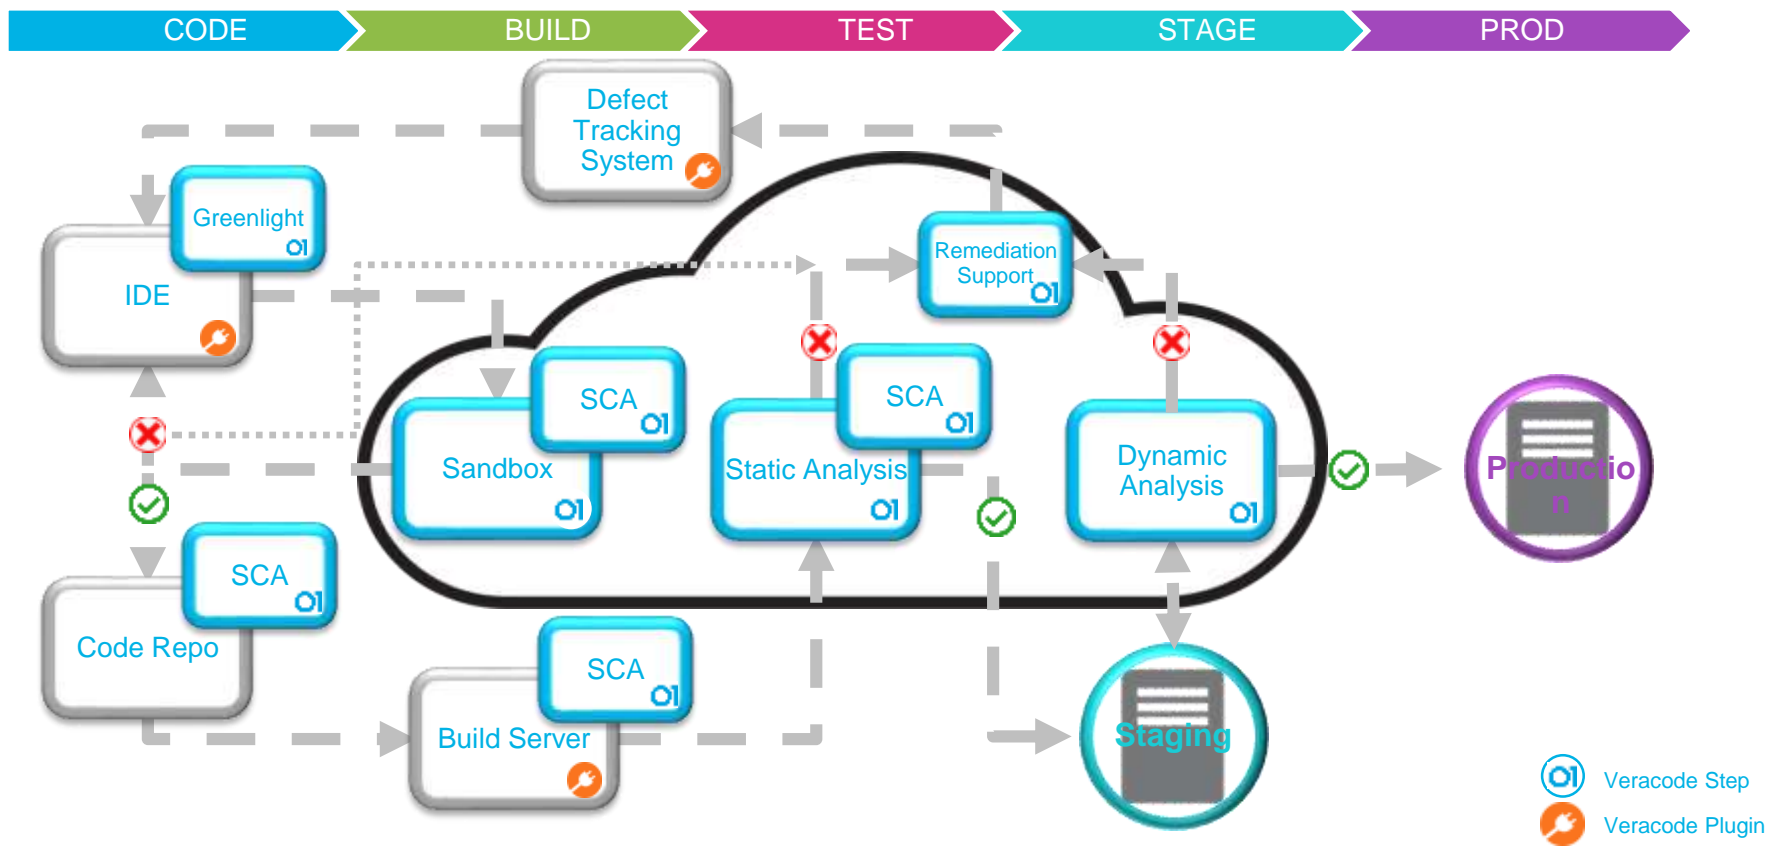 CODE
BUILD
TEST
STAGE
PROD
Defect
Tracking
System
Greenlight
IDE
Remediation
Support
SCA
Sandbox
SCA
Static Analysis
Dynamic
Analysis
Productio
n
SCA
Code Repo
SCA
Build Server
Staging
Veracode Step
Veracode Plugin